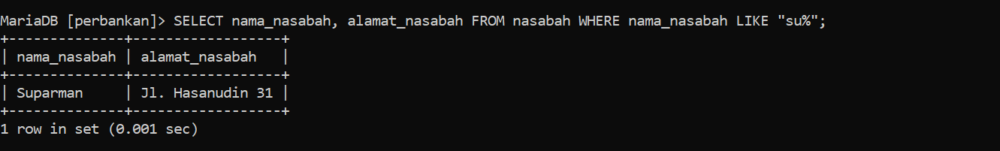 MariaDB [perbankan]> SELECT nama_nasabah, alamat_nasabah FROM nasabah WHERE nama_nasabah LIKE "su%";
+--------------+------------------+
| nama_nasabah | alamat_nasabah   |
+--------------+------------------+
| Suparman     | Jl. Hasanudin 31 |
+--------------+------------------+
1 row in set (0.001 sec)